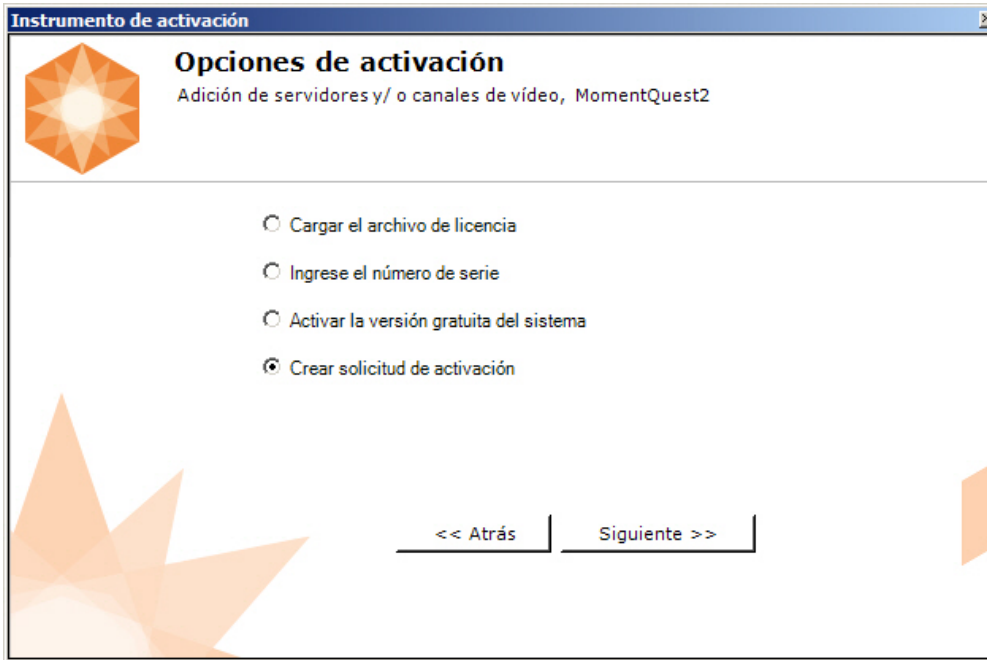 Instrumento de activación
Opciones de activación
Adición de servidores y/ o canales de vídeo, MomentQuest2
Cargar el archivo de licencia
Ingrese el número de serie
Activar la versión gratuita del sistema
Crear solicitud de activación
<< Atrás
Siguiente >>